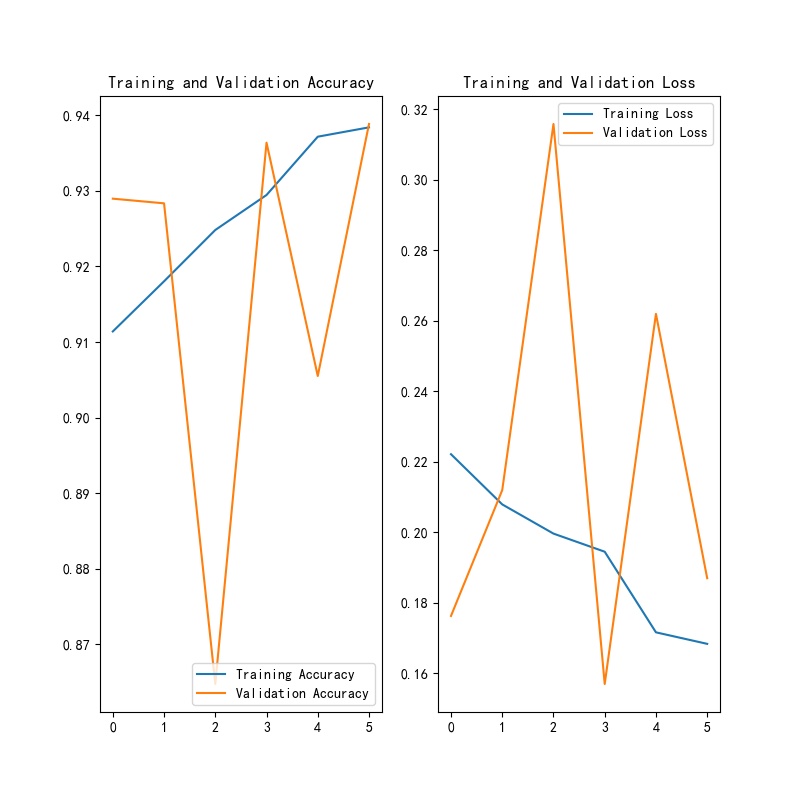 Training and Validation Accuracy
0.94
0.93
0.92
0.91
0.90
0.89
0.88
0.87
Training Accuracy
Validation Accuracy
0 1 2 3 4 5
Training and Validation Loss
0.32
0.30
0.28
0.26
0.24
0.22
0.20
0.18
0.16
Training Loss
Validation Loss
0 1 2 3 4 5